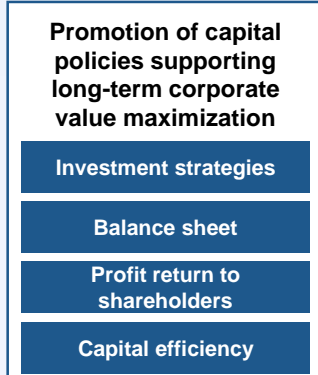 Promotion of capital
policies supporting
long-term corporate
value maximization
Investment strategies
Balance sheet
Profit return to
shareholders
Capital efficiency